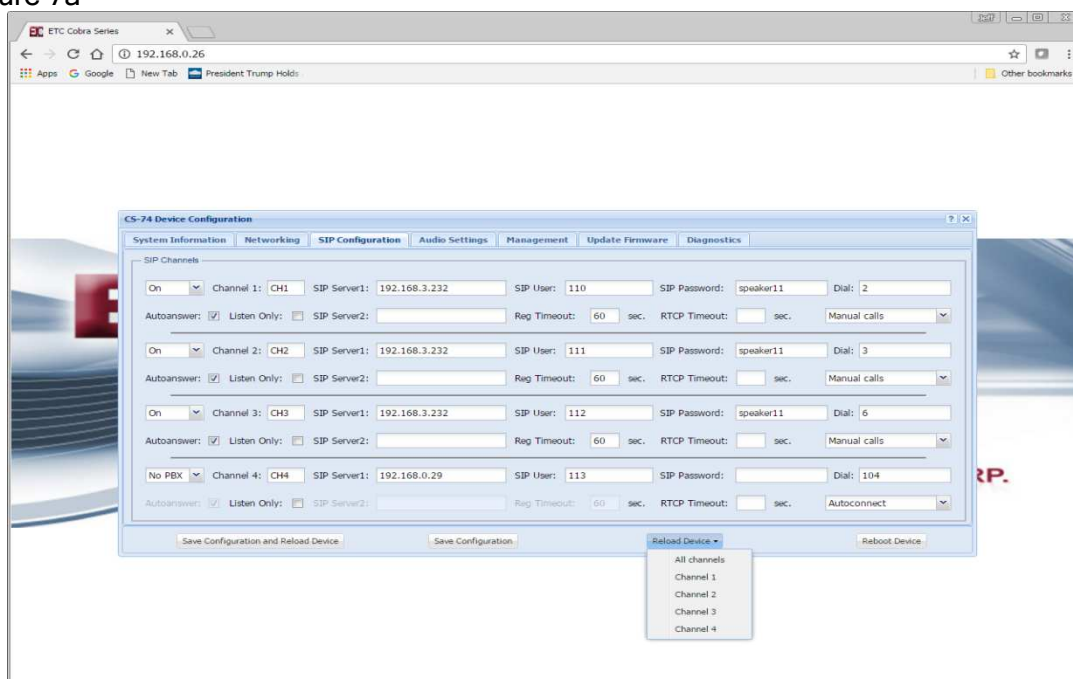 ure 7a
ETC Cobra Series
192.168.0.26
Apps Google New Tab President Trump Holds Other bookmarks
CS-74 Device Configuration
System Information Networking SIP Configuration Audio Settings Management Update Firmware Diagnostics
SIP Channels
On Channel 1: CH1 SIP Server1: 192.168.3.232 SIP User: 110 SIP Password: speaker11 Dial: 2
Autoanswer: Listen Only: SIP Server2: Reg Timeout: 60 sec. RTCP Timeout: sec. Manual calls
On Channel 2: CH2 SIP Server1: 192.168.3.232 SIP User: 111 SIP Password: speaker11 Dial: 3
Autoanswer: Listen Only: SIP Server2: Reg Timeout: 60 sec. RTCP Timeout: sec. Manual calls
On Channel 3: CH3 SIP Server1: 192.168.3.232 SIP User: 112 SIP Password: speaker11 Dial: 6
Autoanswer: Listen Only: SIP Server2: Reg Timeout: 60 sec. RTCP Timeout: sec. Manual calls
No PBX Channel 4: CH4 SIP Server1: 192.168.0.29 SIP User: 113 SIP Password: Dial: 104
RP.
Autoanswer: Listen Only: SIP Server2: Reg Timeout: 60 sec. RTCP Timeout: sec. Autoconnect
Save Configuration and Reload Device Save Configuration Reload Device Reboot Device
All channels
Channel 1
Channel 2
Channel 3
Channel 4